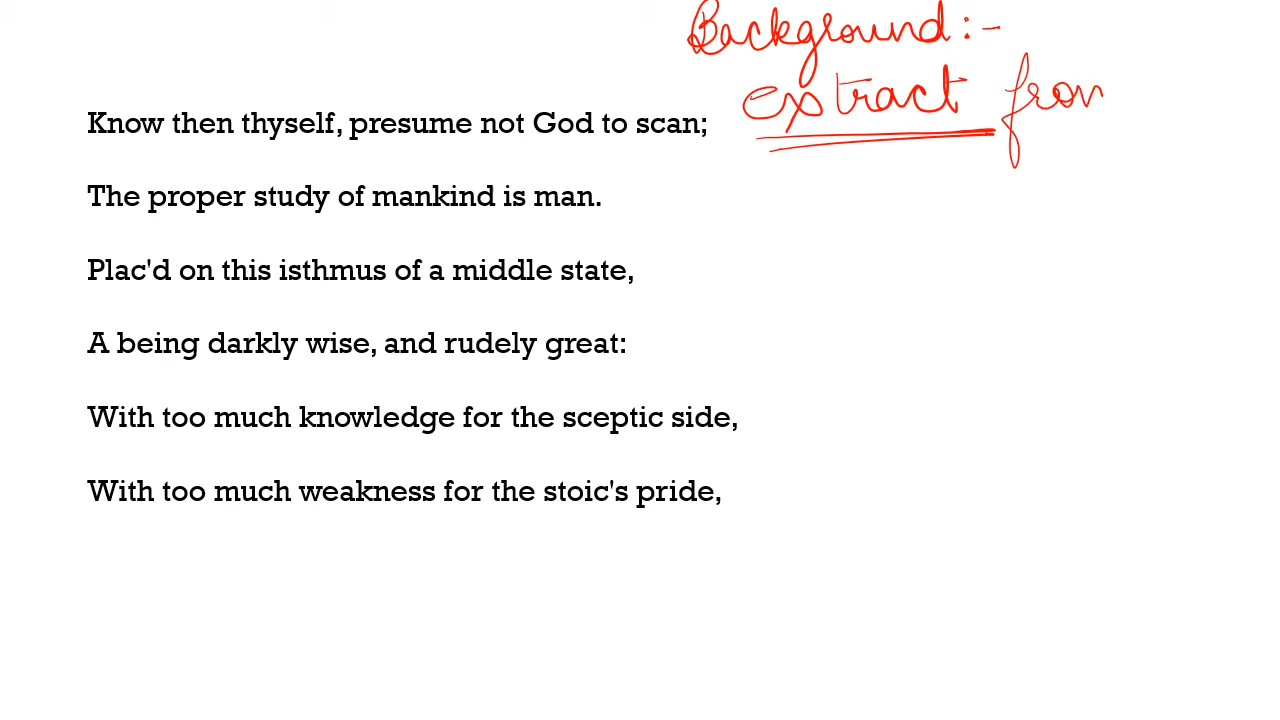 Background:-
extract from
Know then thyself, presume not God to scan;
The proper study of mankind is man.
Plac'd on this isthmus of a middle state,
A being darkly wise, and rudely great:
With too much knowledge for the sceptic side,
With too much weakness for the stoic's pride,